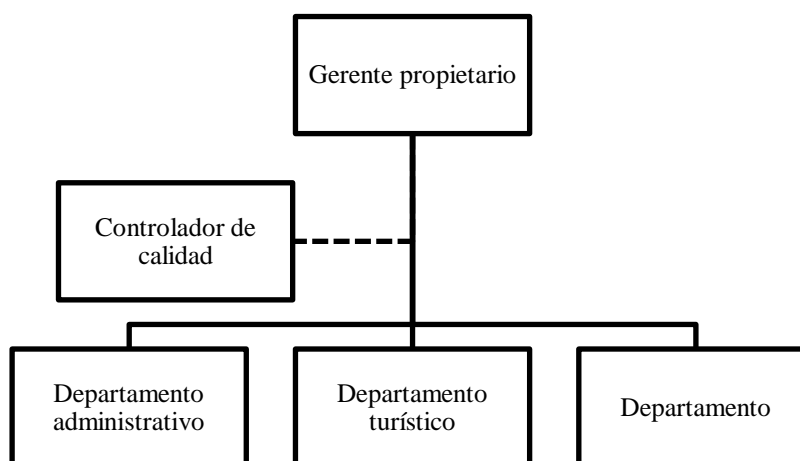 Gerente propietario
Controlador de
calidad
Departamento
administrativo
Departamento
turístico
Departamento